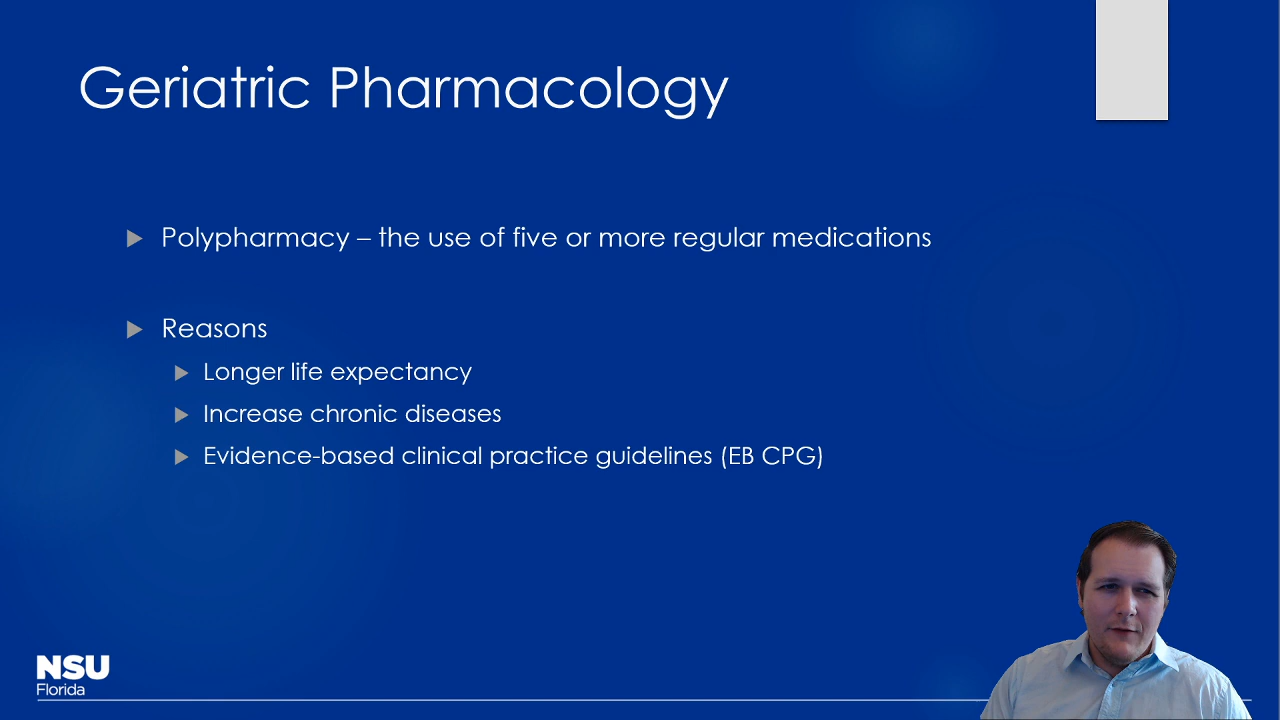 Geriatric Pharmacology
Polypharmacy – the use of five or more regular medications
Reasons
Longer life expectancy
Increase chronic diseases
Evidence-based clinical practice guidelines (EB CPG)
NSU
Florida